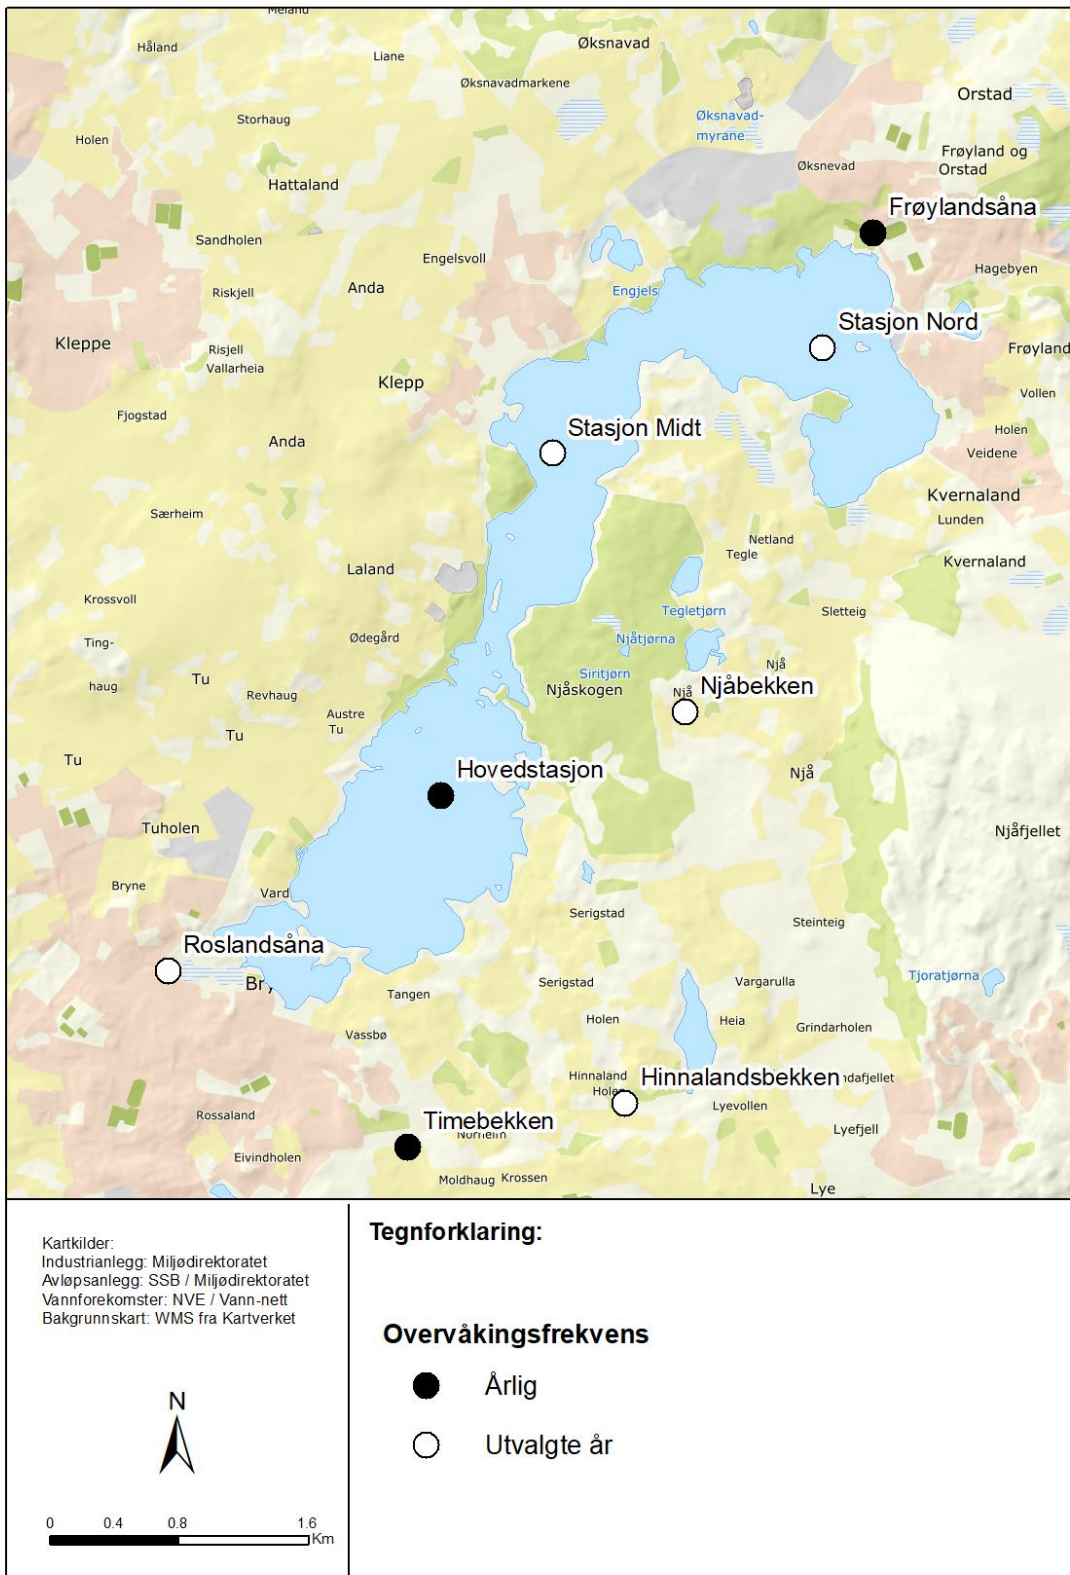 Meland
Håland
Øksnavad
Liane
Øksnavadmarkene
Orstad
Storhaug
Øksnavad-
myrane
Holen
Frøyland og
Orstad
Øksnevad
Hattaland
Frøylandsåna
Sandholen
Engelsvoll
Hagebyen
Riskjell
Anda
Engjels
Stasjon Nord
Kleppe
Risjell
Vallarheia
Frøyland
Klepp
Vollen
Fjogstad
Stasjon Midt
Holen
Anda
Veidene
Kvernaland
Særheim
Lunden
Netland
Tegle
Kvernaland
Laland
Krossvoll
Tegletjørn
Sletteig
Ting-
haug
Ødegård
Njåtjørna
Njå
Siritjørn
Tu
Revhaug
Njåskogen
Njå
Njåbekken
Austre
Tu
Tu
Tu
Hovedstasjon
Njå
Tuholen
Njåfjellet
Bryne
Vard
Serigstad
Steinteig
Roslandsåna
Bry
Tangen
Serigstad
Vargarulla
Tjoratjørna
Vassbø
Holen
Heia
Grindarholen
Hinnaland
Holen
Hinnalandsbekken
ndafjellet
Rossaland
Timebekken
Lyevollen
Norheim
Lyefjell
Eivindholen
Moldhaug
Krossen
Lye
Kartkilder:
Industrianlegg: Miljødirektoratet
Avløpsanlegg: SSB / Miljødirektoratet
Vannforekomster: NVE / Vann-nett
Bakgrunnskart: WMS fra Kartverket
N
0 0.4 0.8 1.6
Km
Tegnforklaring:
Overvåkingsfrekvens
Årlig
Utvalgte år